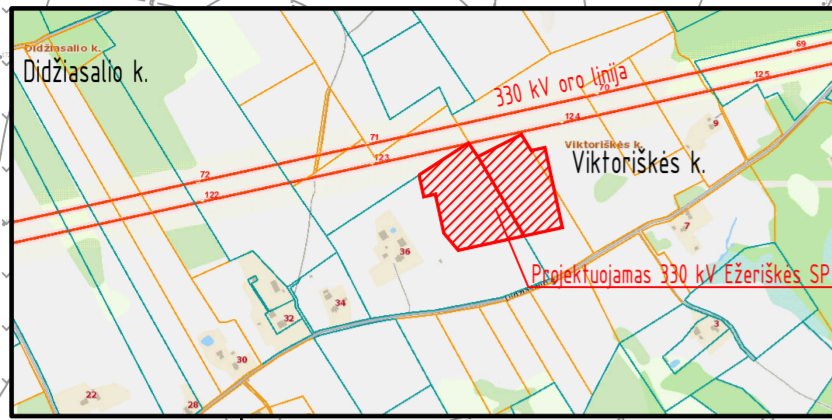 69
Didžiasalio k.
Didžiasalio k.
330 kV oro linija
125
70
124
71
9
123
Viktoriškės k.
Viktoriškės k.
72
122
7
36
Projektuojamas 330 kV Ežeriškės SP
34
32
3
30
22
28